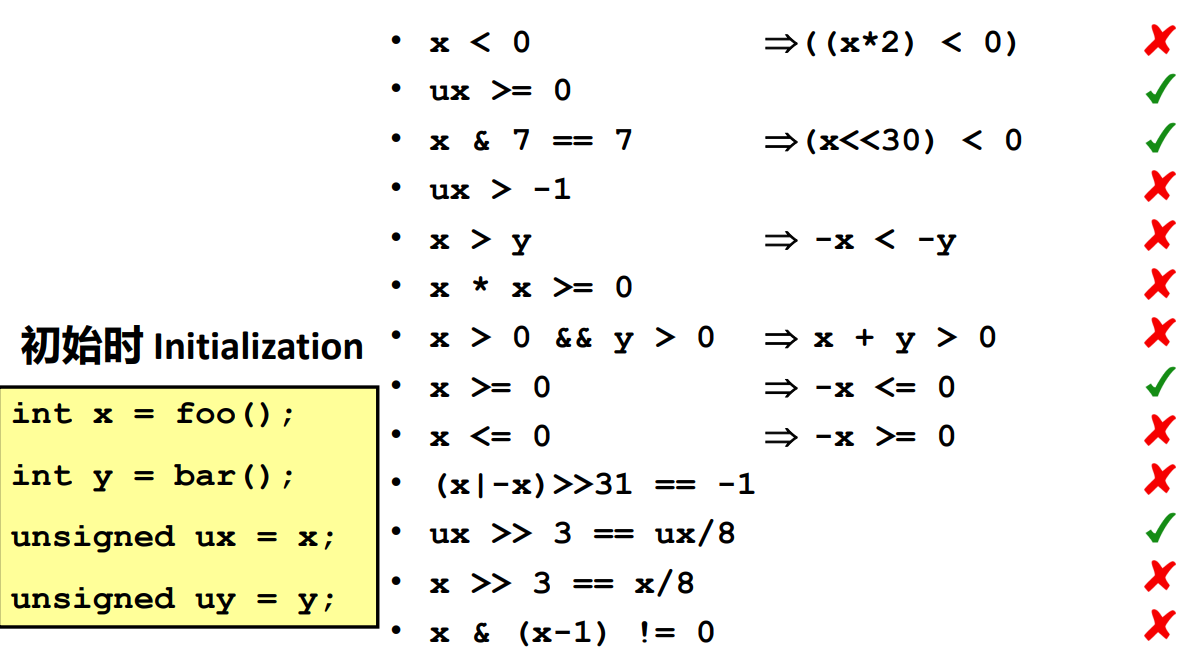 • x < 0 ⇒ ((x*2) < 0) ✘
• ux >= 0 ✓
• x & 7 == 7 ⇒ (x<<30) < 0 ✓
• ux > -1 ✘
• x > y ⇒ -x < -y ✘
• x * x >= 0 ✘
• x > 0 && y > 0 ⇒ x + y > 0 ✘
• x >= 0 ⇒ -x <= 0 ✓
• x <= 0 ⇒ -x >= 0 ✘
• (x|-x)>>31 == -1 ✘
• ux >> 3 == ux/8 ✓
• x >> 3 == x/8 ✘
• x & (x-1) != 0 ✘
初始时 Initialization
int x = foo();
int y = bar();
unsigned ux = x;
unsigned uy = y;